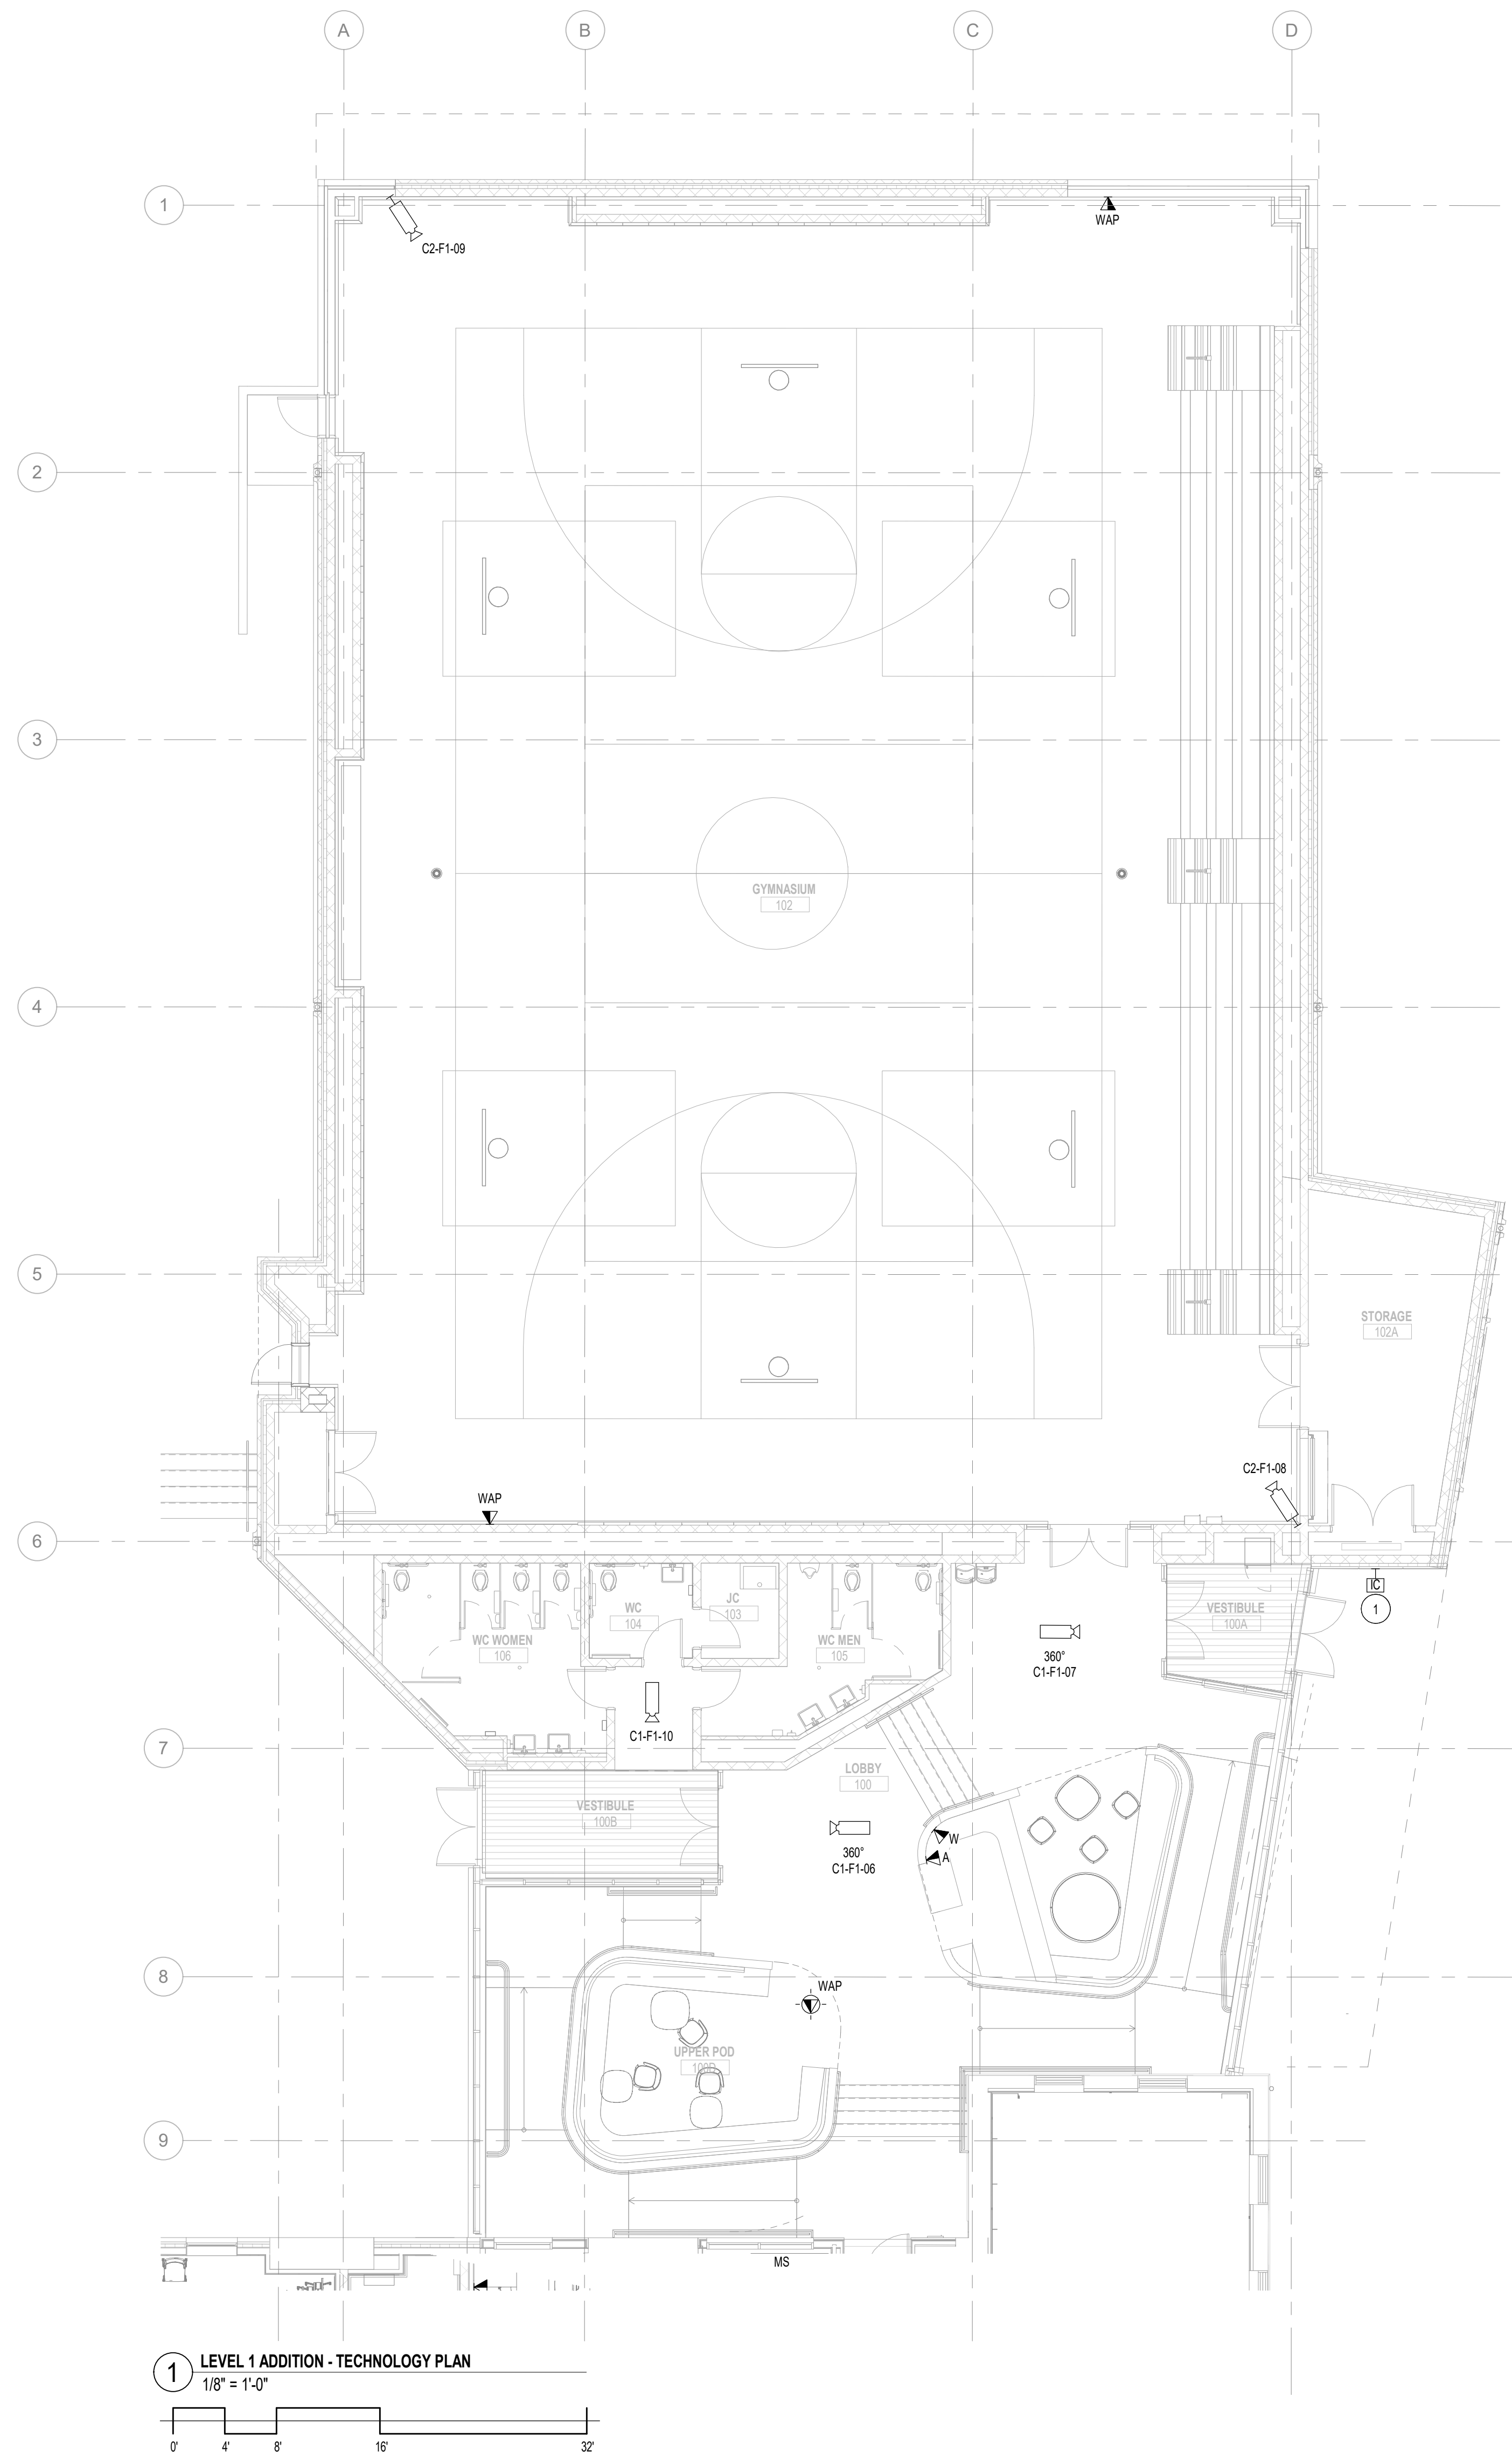 A
B
C
D
1
C2-F1-09
WAP
2
3
GYMNASIUM
102
4
5
STORAGE
102A
C2-F1-08
WAP
6
IC
1
WC
104
JC
103
VESTIBULE
100A
WC WOMEN
106
WC MEN
105
360°
C1-F1-07
C1-F1-10
7
LOBBY
100
VESTIBULE
100B
W
A
360°
C1-F1-06
8
WAP
UPPER POD
9
MS
1
LEVEL 1 ADDITION - TECHNOLOGY PLAN
1/8" = 1'-0"
0'
4'
8'
16'
32'